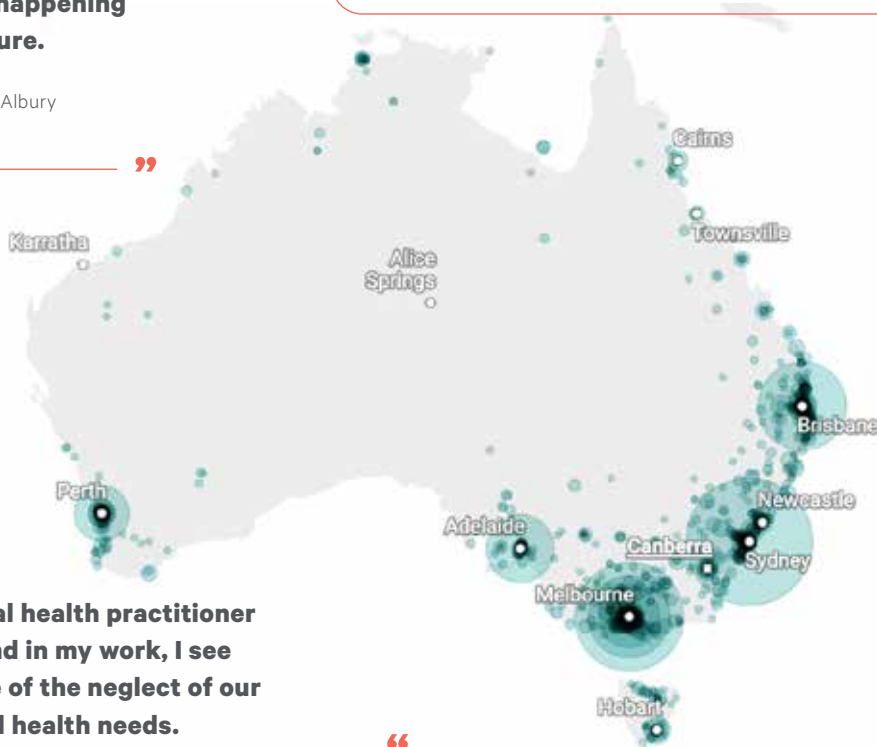 happening
ure.
Albury
”
Cairns
Townsville
Karratha
Alice
Springs
Brisbane
Perth
Newcastle
Adelaide
Canberra
Sydney
Melbourne
Hobart
al health practitioner
nd in my work, I see
e of the neglect of our
l health needs.
“